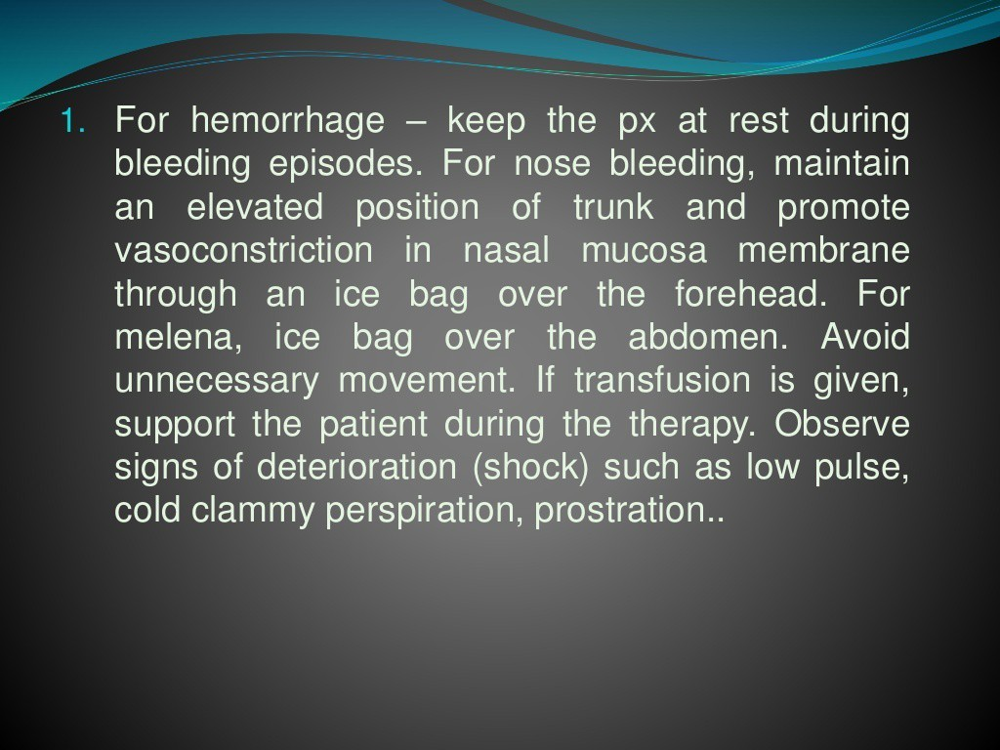 1. For hemorrhage – keep the px at rest during
bleeding episodes. For nose bleeding, maintain
an elevated position of trunk and promote
vasoconstriction in nasal mucosa membrane
through an ice bag over the forehead. For
melena, ice bag over the abdomen. Avoid
unnecessary movement. If transfusion is given,
support the patient during the therapy. Observe
signs of deterioration (shock) such as low pulse,
cold clammy perspiration, prostration..